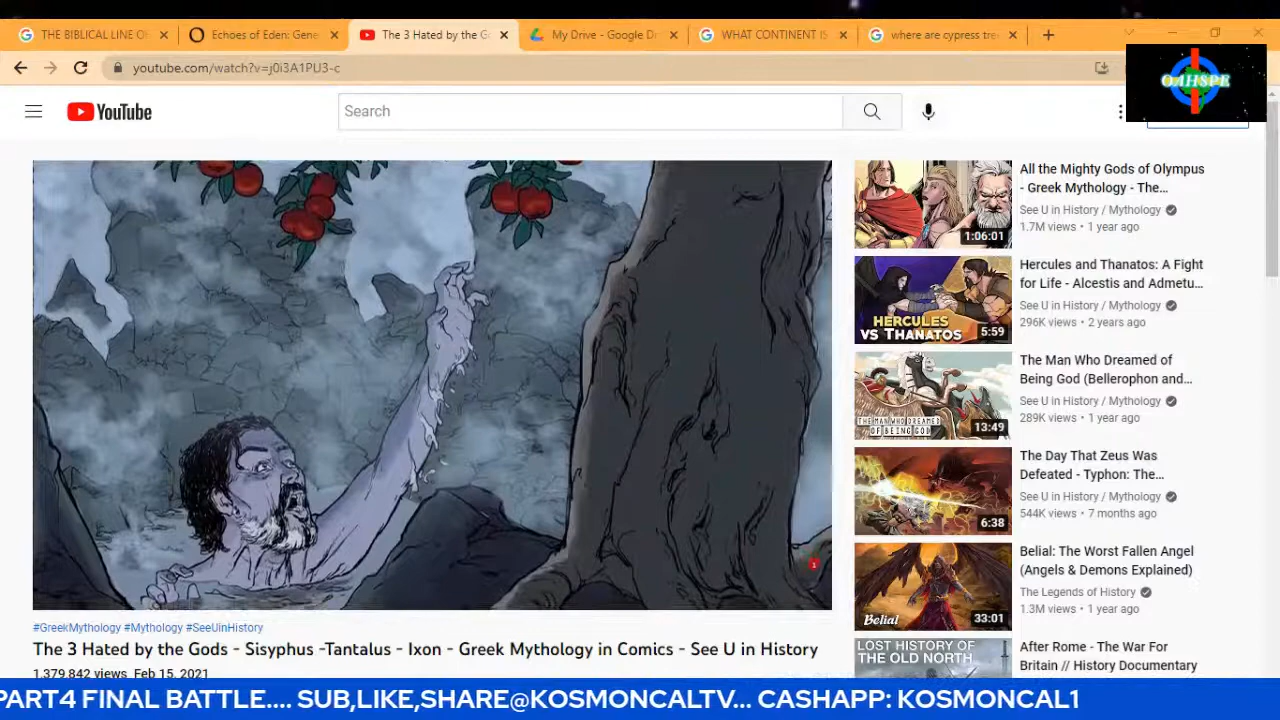 THE BIBLICAL LINE O
Echoes of Eden: Gene
The 3 Hated by the G
My Drive - Google Dr
WHAT CONTINENT IS
where are cypress tre
youtube.com/watch?v=j0i3A1PU3-c
OAHSPE
YouTube
Search
All the Mighty Gods of Olympus
- Greek Mythology - The...
See U in History / Mythology
1.7M views • 1 year ago
1:06:01
Hercules and Thanatos: A Fight
for Life - Alcestis and Admetu...
See U in History / Mythology
296K views • 2 years ago
HERCULES
VS THANATOS
5:59
The Man Who Dreamed of
Being God (Bellerophon and...
See U in History / Mythology
289K views • 1 year ago
THE MAN WHO DREAMED
OF BEING GOD
13:49
The Day That Zeus Was
Defeated - Typhon: The...
See U in History / Mythology
544K views • 7 months ago
6:38
Belial: The Worst Fallen Angel
(Angels & Demons Explained)
The Legends of History
1.3M views • 1 year ago
Belial
33:01
LOST HISTORY OF
THE OLD NORTH
After Rome - The War For
Britain // History Documentary
1
#GreekMythology #Mythology #SeeUinHistory
The 3 Hated by the Gods - Sisyphus -Tantalus - Ixon - Greek Mythology in Comics - See U in History
1,379,842 views Feb 15, 2021
PART4 FINAL BATTLE.... SUB,LIKE,SHARE@KOSMONCALTV... CASHAPP: KOSMONCAL1